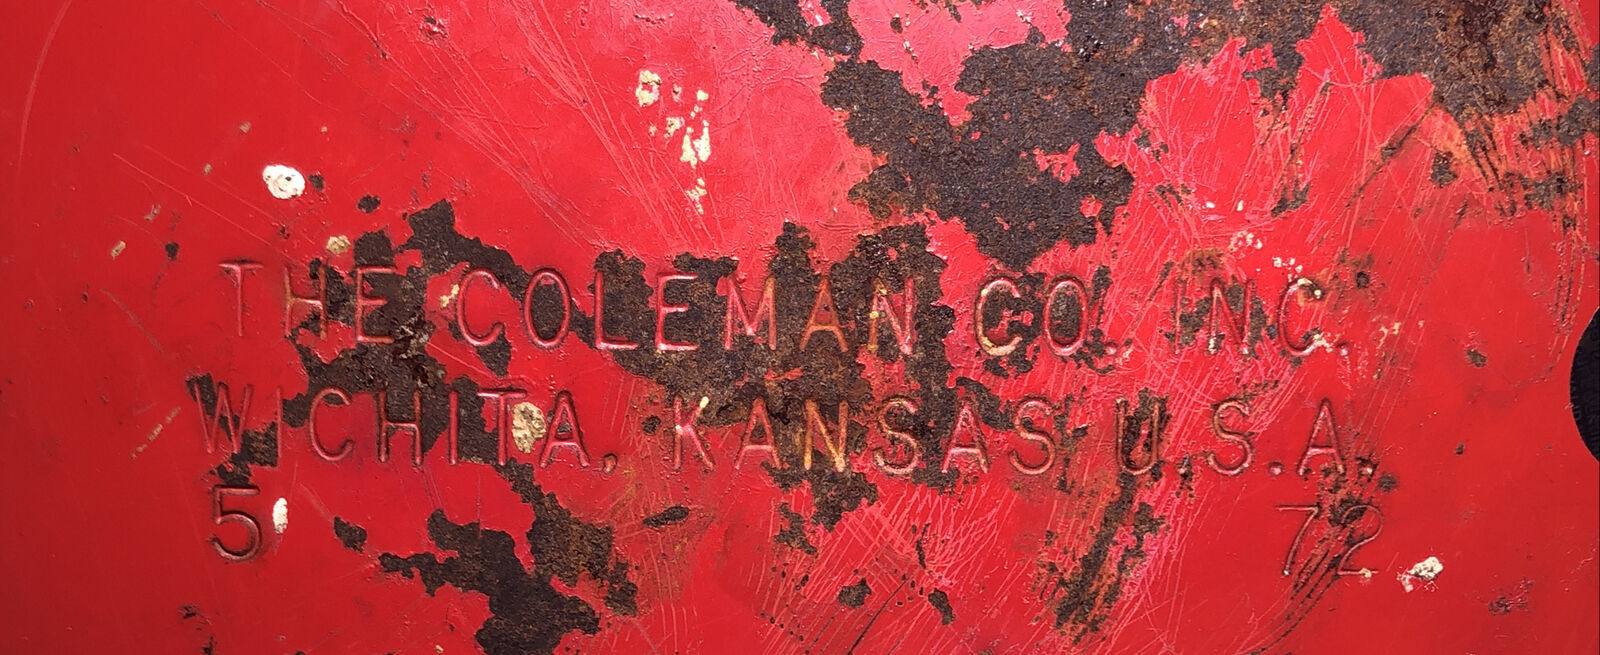 THE COLEMAN CO. INC.
WICHITA, KANSAS U.S.A.
5 72